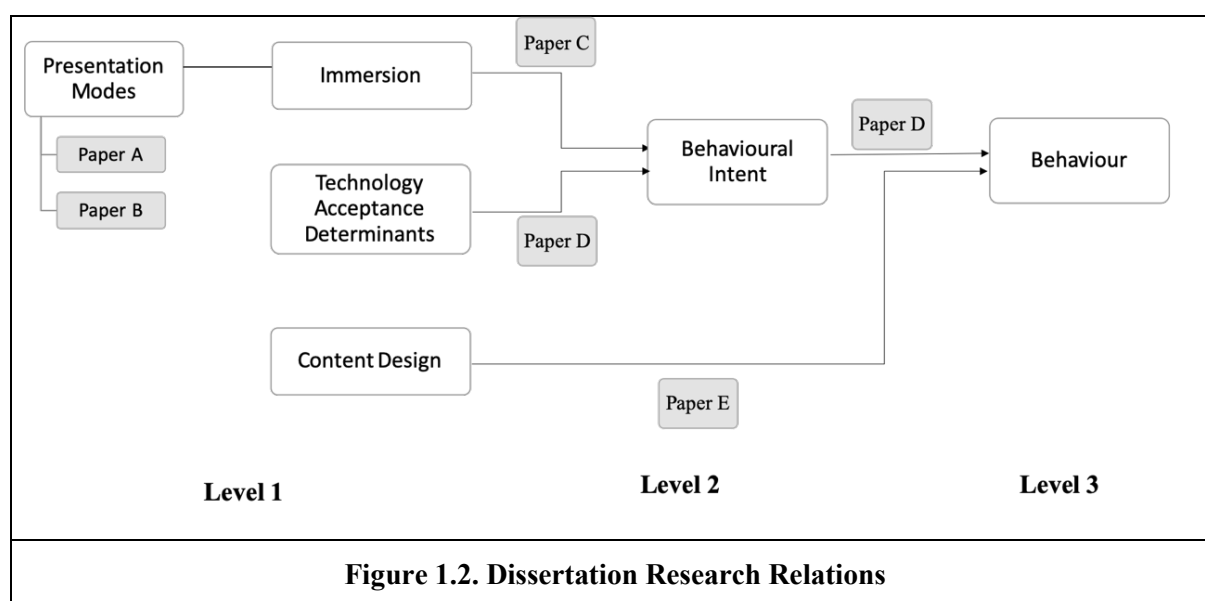 Paper C
Presentation
Modes
Immersion
Paper A
Paper B
Technology
Acceptance
Determinants
Paper D
Behavioural
Intent
Paper D
Behaviour
Content Design
Paper E
Level 1
Level 2
Level 3
Figure 1.2. Dissertation Research Relations